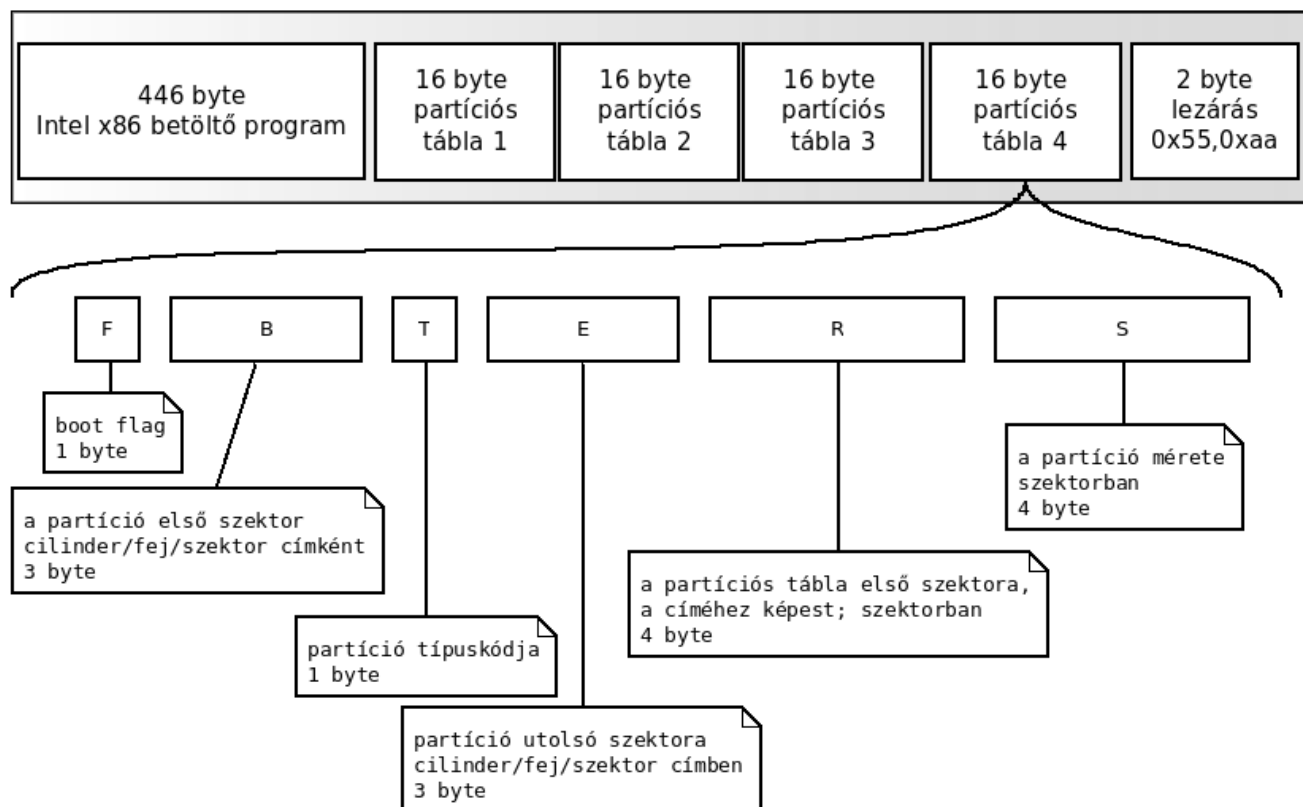 446 byte
Intel x86 betöltő program
16 byte
partíciós
tábla 1
16 byte
partíciós
tábla 2
16 byte
partíciós
tábla 3
16 byte
partíciós
tábla 4
2 byte
lezárás
0x55,0xaa
F
B
T
E
R
S
boot flag
1 byte
a partíció mérete
szektorban
4 byte
a partíció első szektor
cilinder/fej/szektor címként
3 byte
a partíciós tábla első szektora,
a címéhez képest; szektorban
4 byte
partíció típuskódja
1 byte
partíció utolsó szektora
cilinder/fej/szektor címben
3 byte